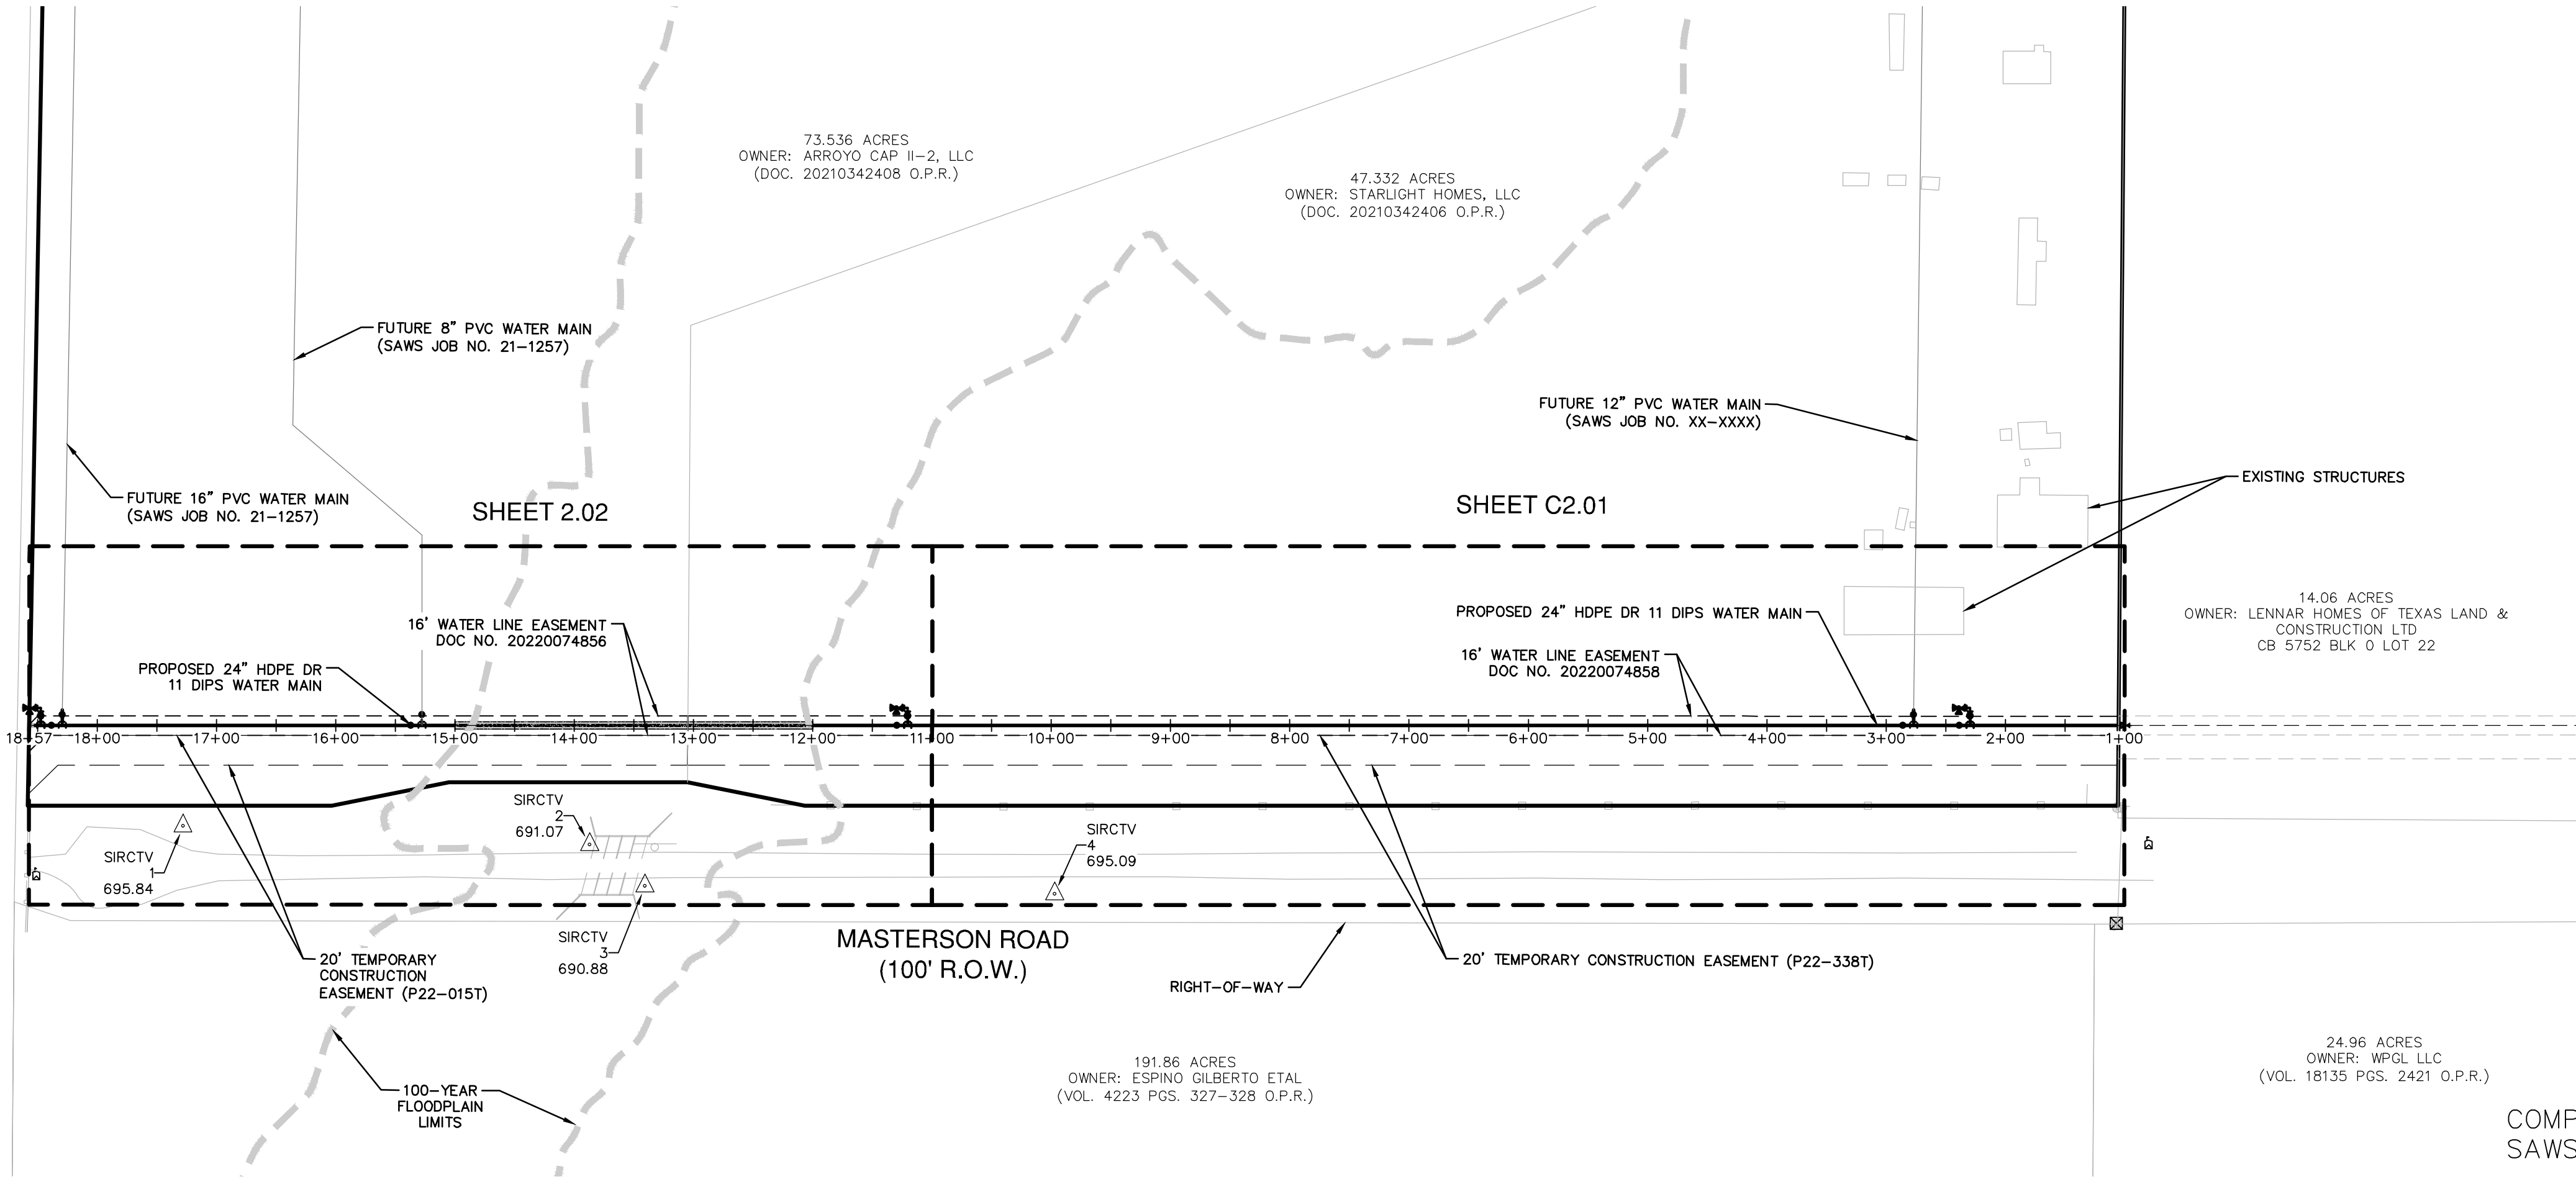 73.536 ACRES
OWNER: ARROYO CAP II-2, LLC
(DOC. 20210342408 O.P.R.)
47.332 ACRES
OWNER: STARLIGHT HOMES, LLC
(DOC. 20210342406 O.P.R.)
FUTURE 8" PVC WATER MAIN
(SAWS JOB NO. 21-1257)
FUTURE 12" PVC WATER MAIN
(SAWS JOB NO. XX-XXXX)
EXISTING STRUCTURES
FUTURE 16" PVC WATER MAIN
(SAWS JOB NO. 21-1257)
SHEET 2.02
SHEET C2.01
16' WATER LINE EASEMENT
DOC NO. 20220074856
PROPOSED 24" HDPE DR
11 DIPS WATER MAIN
PROPOSED 24" HDPE DR 11 DIPS WATER MAIN
16' WATER LINE EASEMENT
DOC NO. 20220074858
14.06 ACRES
OWNER: LENNAR HOMES OF TEXAS LAND &
CONSTRUCTION LTD
CB 5752 BLK 0 LOT 22
18+57 18+00 17+00 16+00 15+00 14+00 13+00 12+00 11+00 10+00 9+00 8+00 7+00 6+00 5+00 4+00 3+00 2+00 1+00
SIRCTV
1
695.84
SIRCTV
2
691.07
SIRCTV
3
690.88
SIRCTV
4
695.09
20' TEMPORARY
CONSTRUCTION
EASEMENT (P22-015T)
MASTERSON ROAD
(100' R.O.W.)
RIGHT-OF-WAY
20' TEMPORARY CONSTRUCTION EASEMENT (P22-338T)
100-YEAR
FLOODPLAIN
LIMITS
191.86 ACRES
OWNER: ESPINO GILBERTO ETAL
(VOL. 4223 PGS. 327-328 O.P.R.)
24.96 ACRES
OWNER: WPGL LLC
(VOL. 18135 PGS. 2421 O.P.R.)
COMP
SAWS